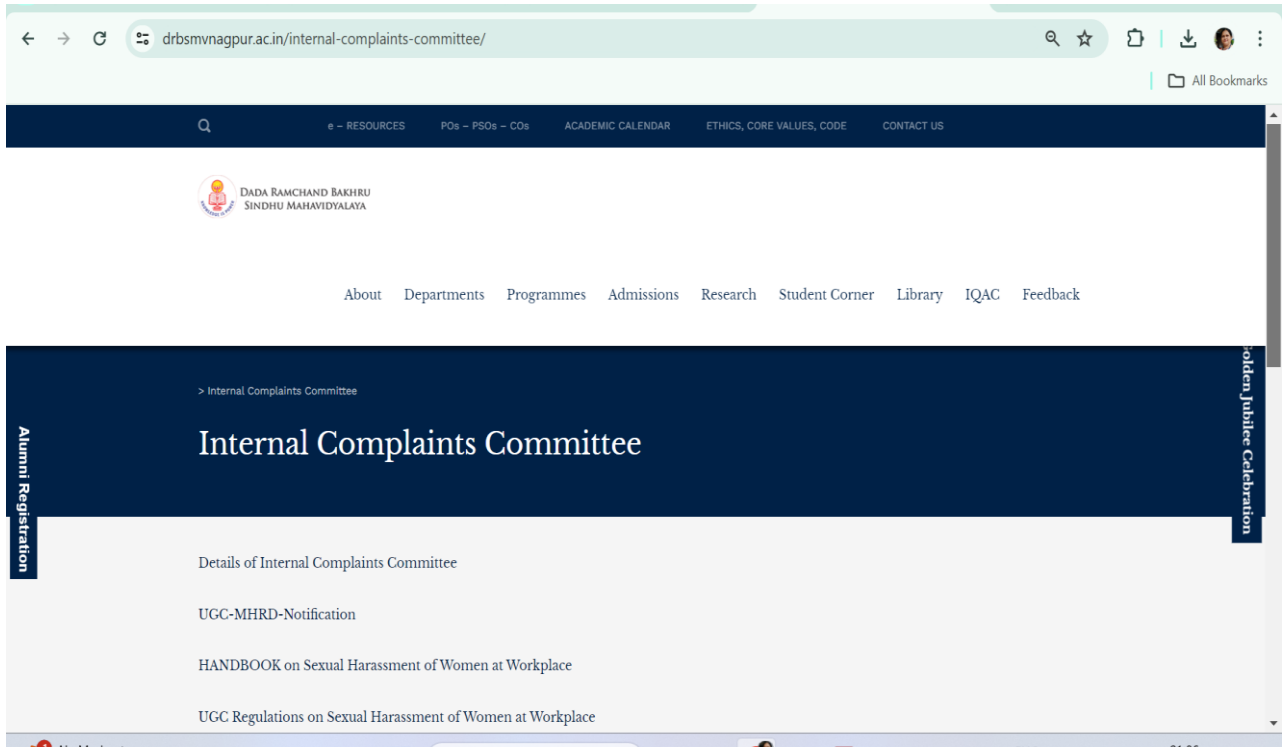 drbsmvnagpur.ac.in/internal-complaints-committee/
All Bookmarks
e – RESOURCES POs – PSOs – COs ACADEMIC CALENDAR ETHICS, CORE VALUES, CODE CONTACT US
DADA RAMCHAND BAKHRU
SINDHU MAHAVIDYALAYA
About Departments Programmes Admissions Research Student Corner Library IQAC Feedback
> Internal Complaints Committee
Internal Complaints Committee
Alumni Registration
Golden Jubilee Celebration
Details of Internal Complaints Committee
UGC-MHRD-Notification
HANDBOOK on Sexual Harassment of Women at Workplace
UGC Regulations on Sexual Harassment of Women at Workplace